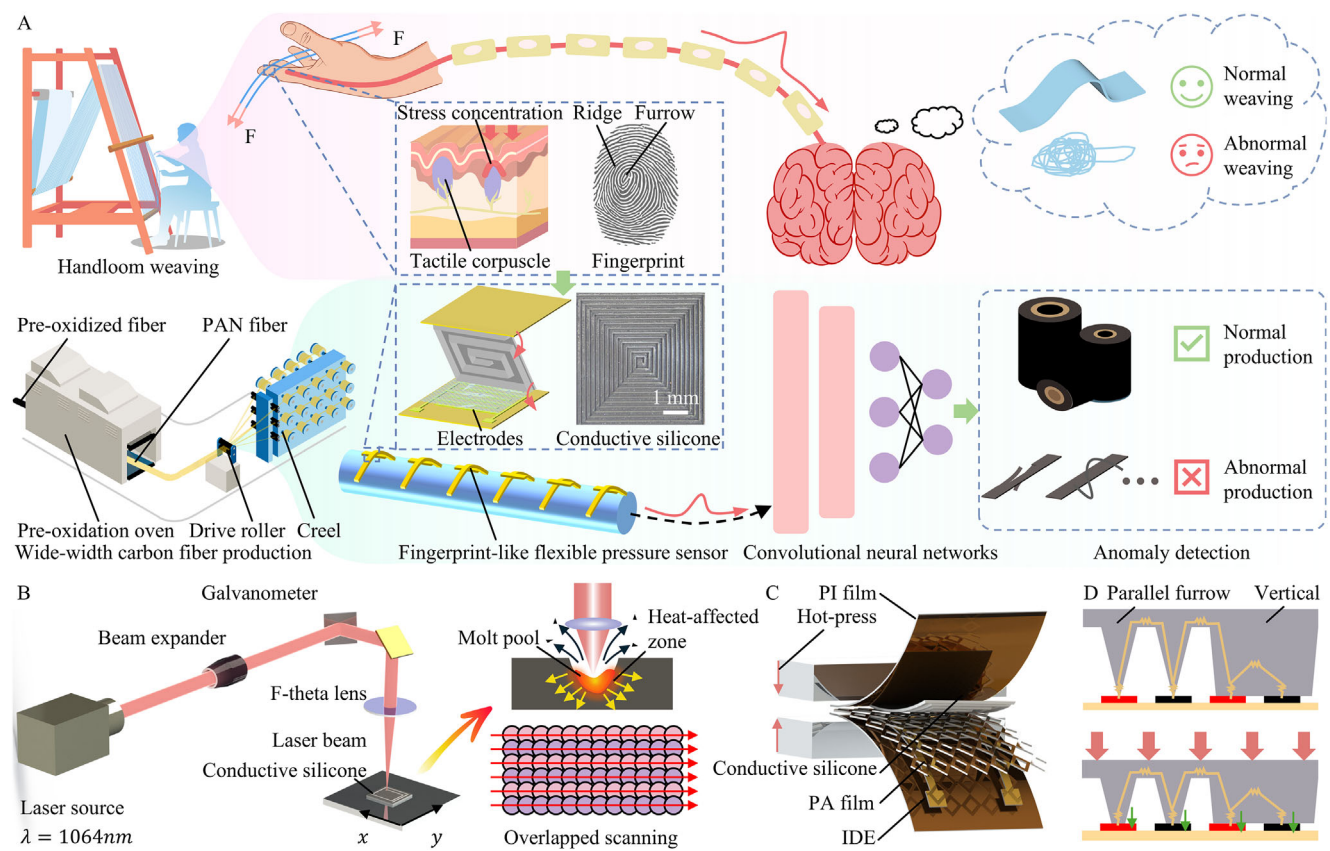 A
F
F
Stress concentration
Ridge
Furrow
Normal
weaving
Abnormal
weaving
Handloom weaving
Tactile corpuscle
Fingerprint
Pre-oxidized fiber
PAN fiber
1 mm
Electrodes
Conductive silicone
Normal
production
Abnormal
production
Pre-oxidation oven
Drive roller
Creel
Wide-width carbon fiber production
Fingerprint-like flexible pressure sensor
Convolutional neural networks
Anomaly detection
B
Galvanometer
Beam expander
F-theta lens
Laser beam
Conductive silicone
Laser source
λ = 1064nm
x
y
Molt pool
Heat-affected
zone
Overlapped scanning
C
PI film
Hot-press
Conductive silicone
PA film
IDE
D
Parallel furrow
Vertical